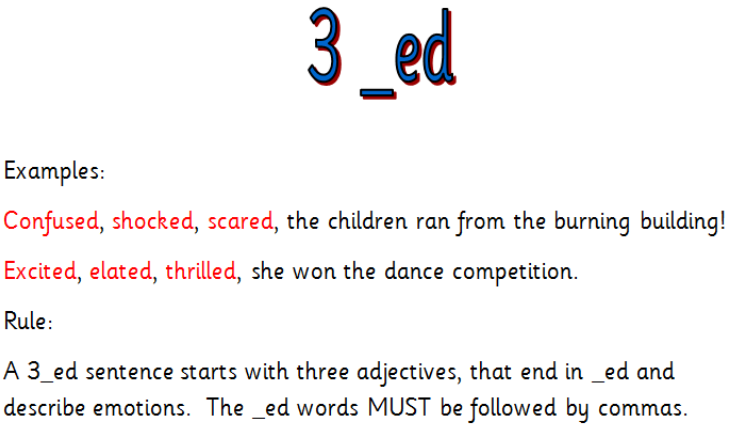 3 _ed
Examples:
Confused, shocked, scared, the children ran from the burning building!
Excited, elated, thrilled, she won the dance competition.
Rule:
A 3_ed sentence starts with three adjectives, that end in _ed and
describe emotions.  The _ed words MUST be followed by commas.